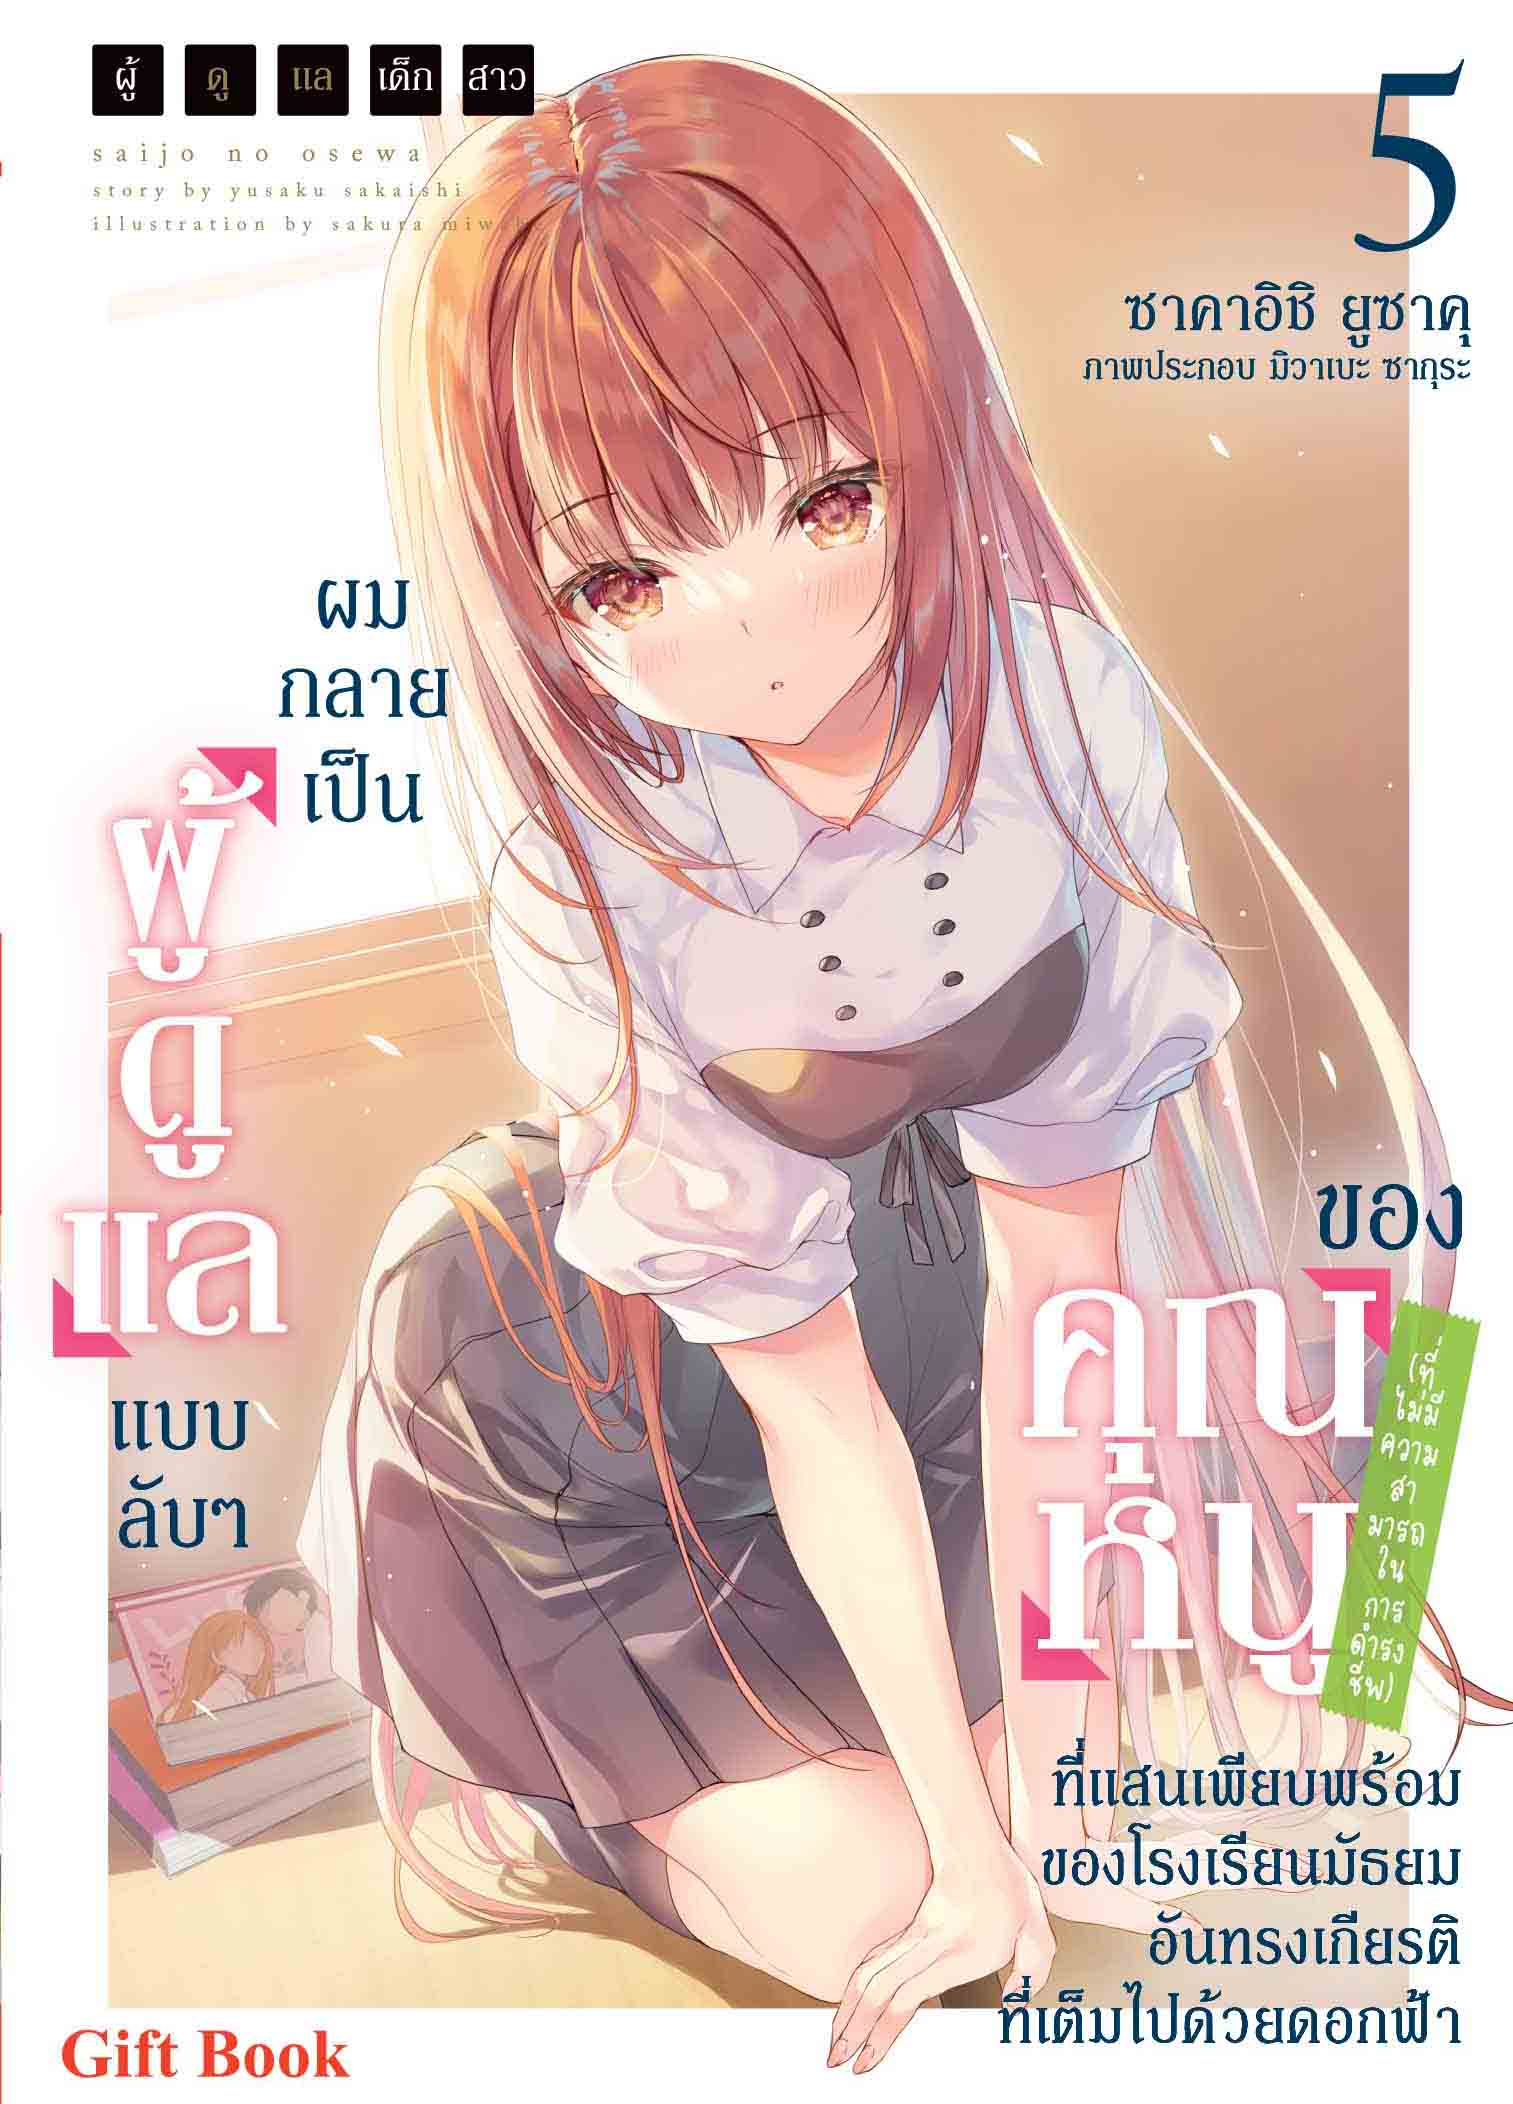 ผู้ดูแลเด็กสาว
saijo no osewa
story by yusaku sakaishi
illustration by sakura miwabe
5
ซาคาอิชิ ยูซาคุ
ภาพประกอบ มิวาเบะ ซากุระ
ผม
กลาย
เป็น
ผู้
ดู
แล
แบบ
ลับๆ
ของ
คุณ
หนู
(ที่
ไม่มี
ความ
สา
มารถ
ใน
การ
ดำรง
ชีพ)
ที่แสนเพียบพร้อม
ของโรงเรียนมัธยม
อันทรงเกียรติ
ที่เต็มไปด้วยดอกฟ้า
Gift Book